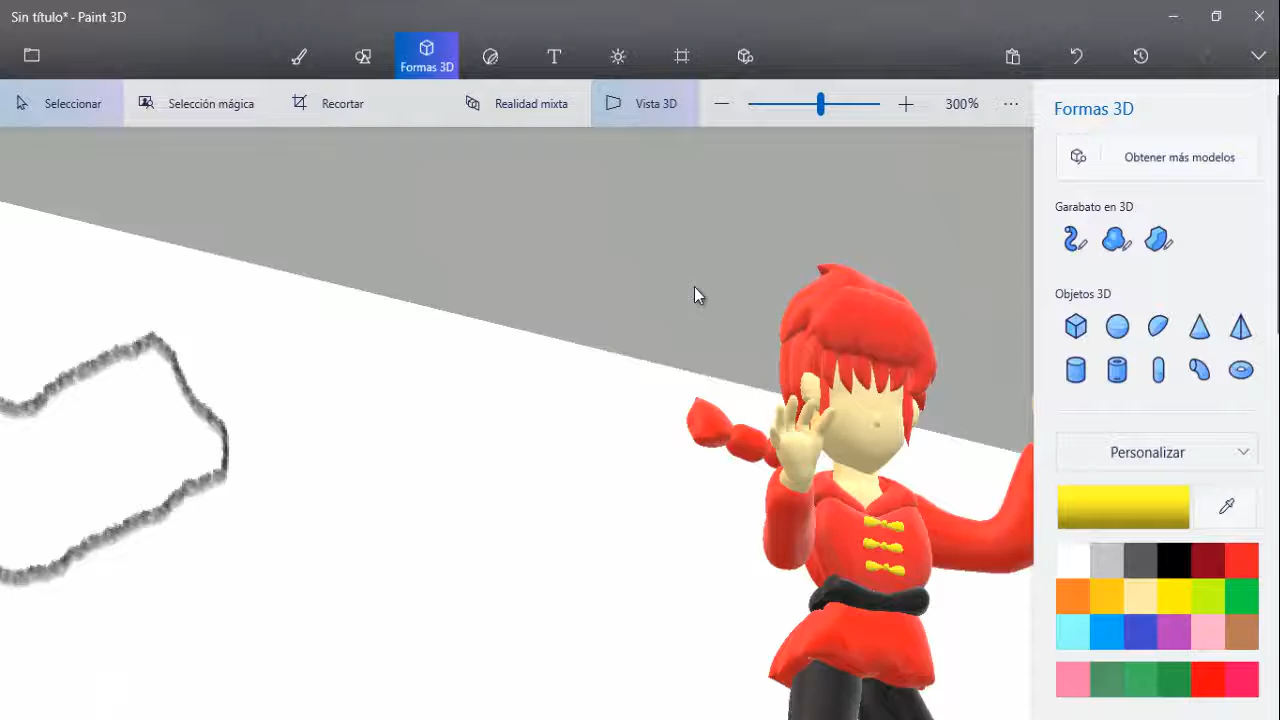 Sin título* - Paint 3D
Formas 3D
Seleccionar
Selección mágica
Recortar
Realidad mixta
Vista 3D
300%
Formas 3D
Obtener más modelos
Garabato en 3D
Objetos 3D
Personalizar